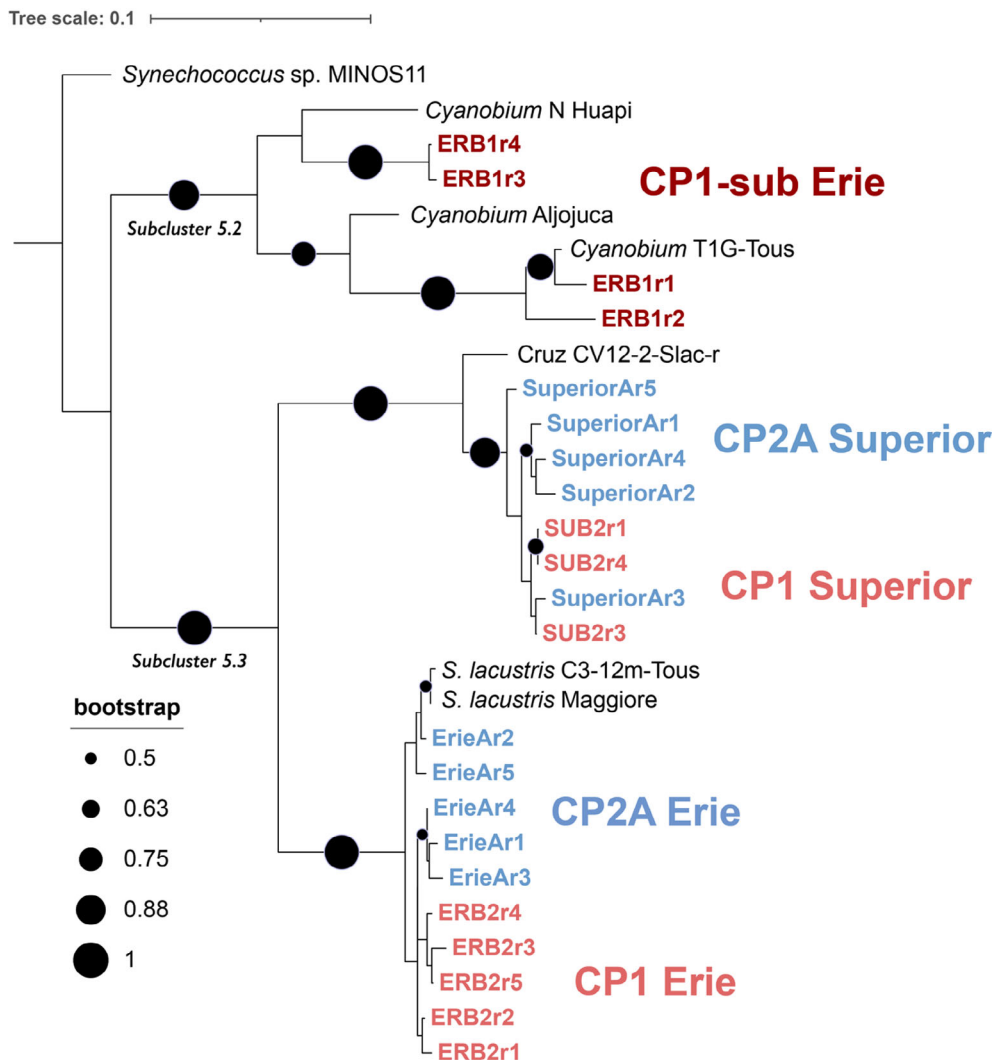 Tree scale: 0.1
Synechococcus sp. MINOS11
Cyanobium N Huapi
ERB1r4
ERB1r3
CP1-sub Erie
Subcluster 5.2
Cyanobium Aljojuca
Cyanobium T1G-Tous
ERB1r1
ERB1r2
Cruz CV12-2-Slac-r
SuperiorAr5
SuperiorAr1
CP2A Superior
SuperiorAr4
SuperiorAr2
SUB2r1
SUB2r4
CP1 Superior
SuperiorAr3
SUB2r3
Subcluster 5.3
S. lacustris C3-12m-Tous
S. lacustris Maggiore
ErieAr2
ErieAr5
ErieAr4
CP2A Erie
ErieAr1
ErieAr3
ERB2r4
ERB2r3
ERB2r5
CP1 Erie
ERB2r2
ERB2r1
bootstrap
0.5
0.63
0.75
0.88
1